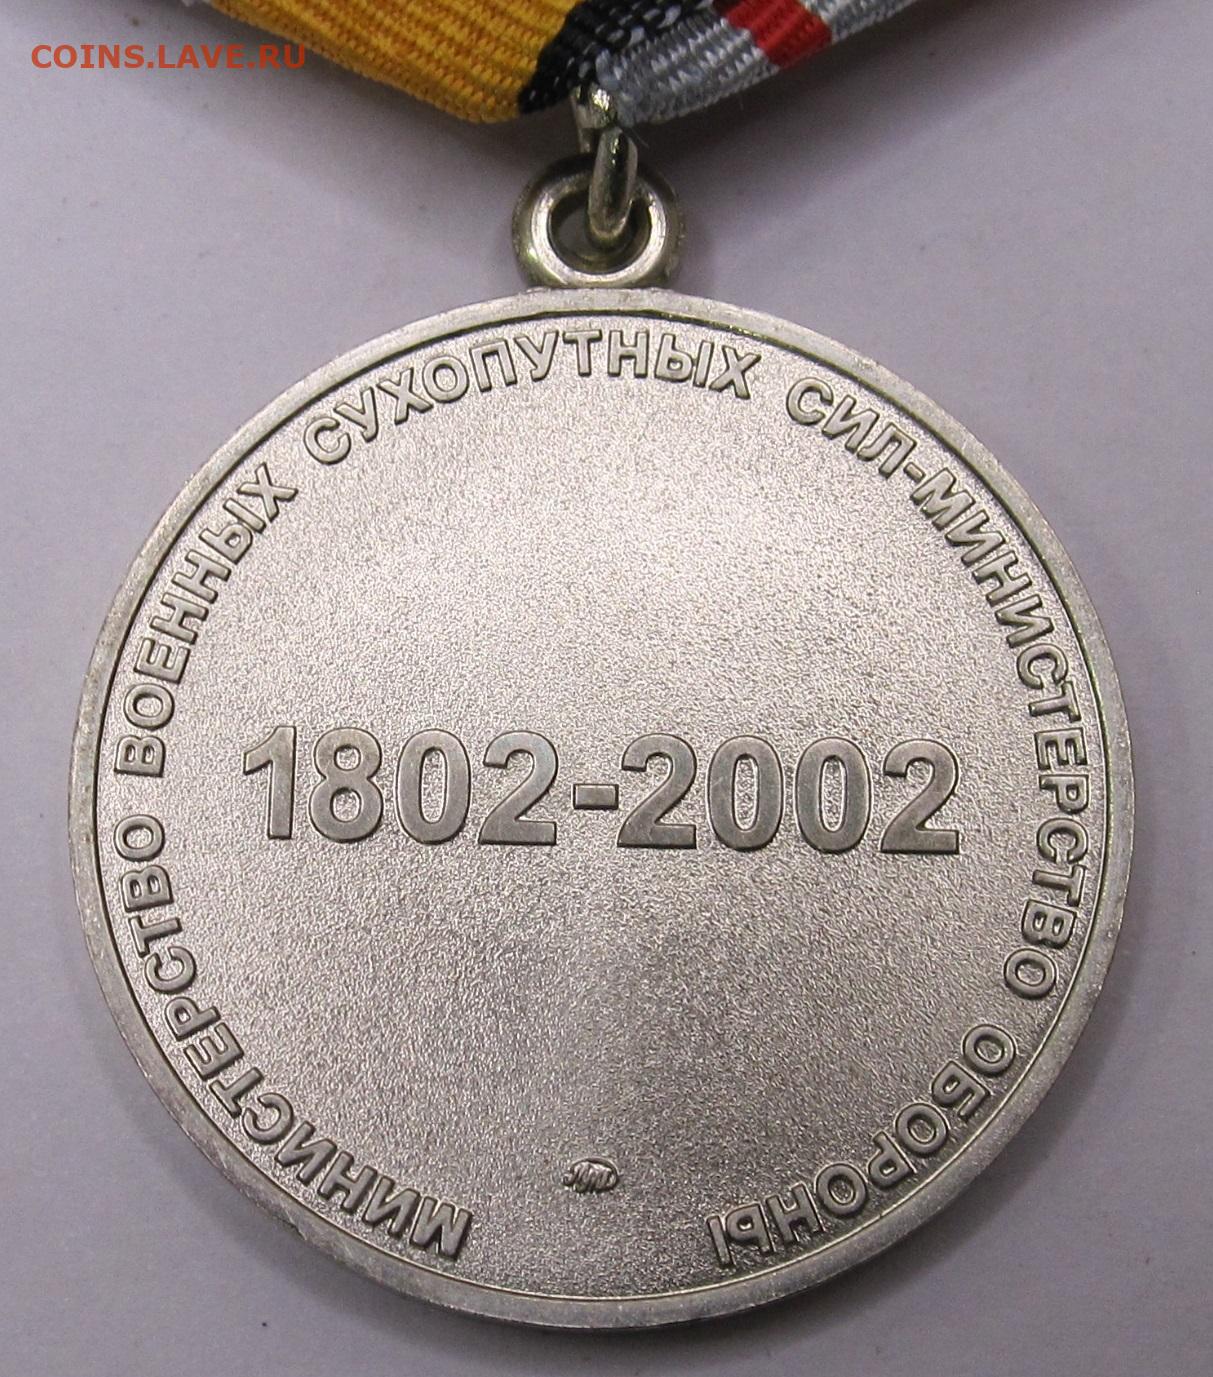 COINS.LAVE.RU
МИНИСТЕРСТВО ВОЕННЫХ СУХОПУТНЫХ СИЛ-МИНИСТЕРСТВО ОБОРОНЫ
1802-2002